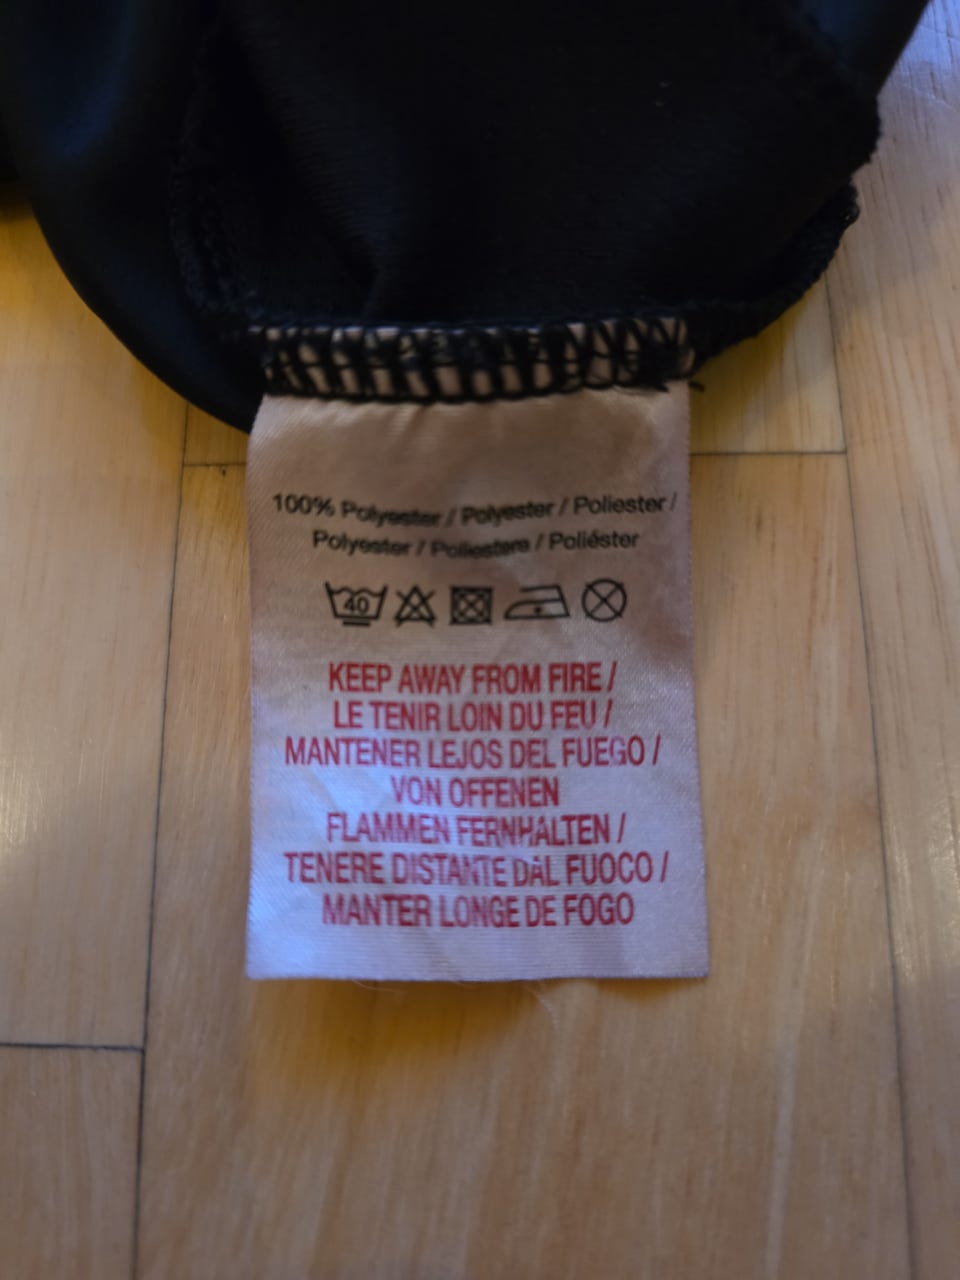 100% Polyester / Polyester / Poliester /
Polyester / Poliestere / Poliéster
40
KEEP AWAY FROM FIRE /
LE TENIR LOIN DU FEU /
MANTENER LEJOS DEL FUEGO /
VON OFFENEN
FLAMMEN FERNHALTEN /
TENERE DISTANTE DAL FUOCO /
MANTER LONGE DE FOGO